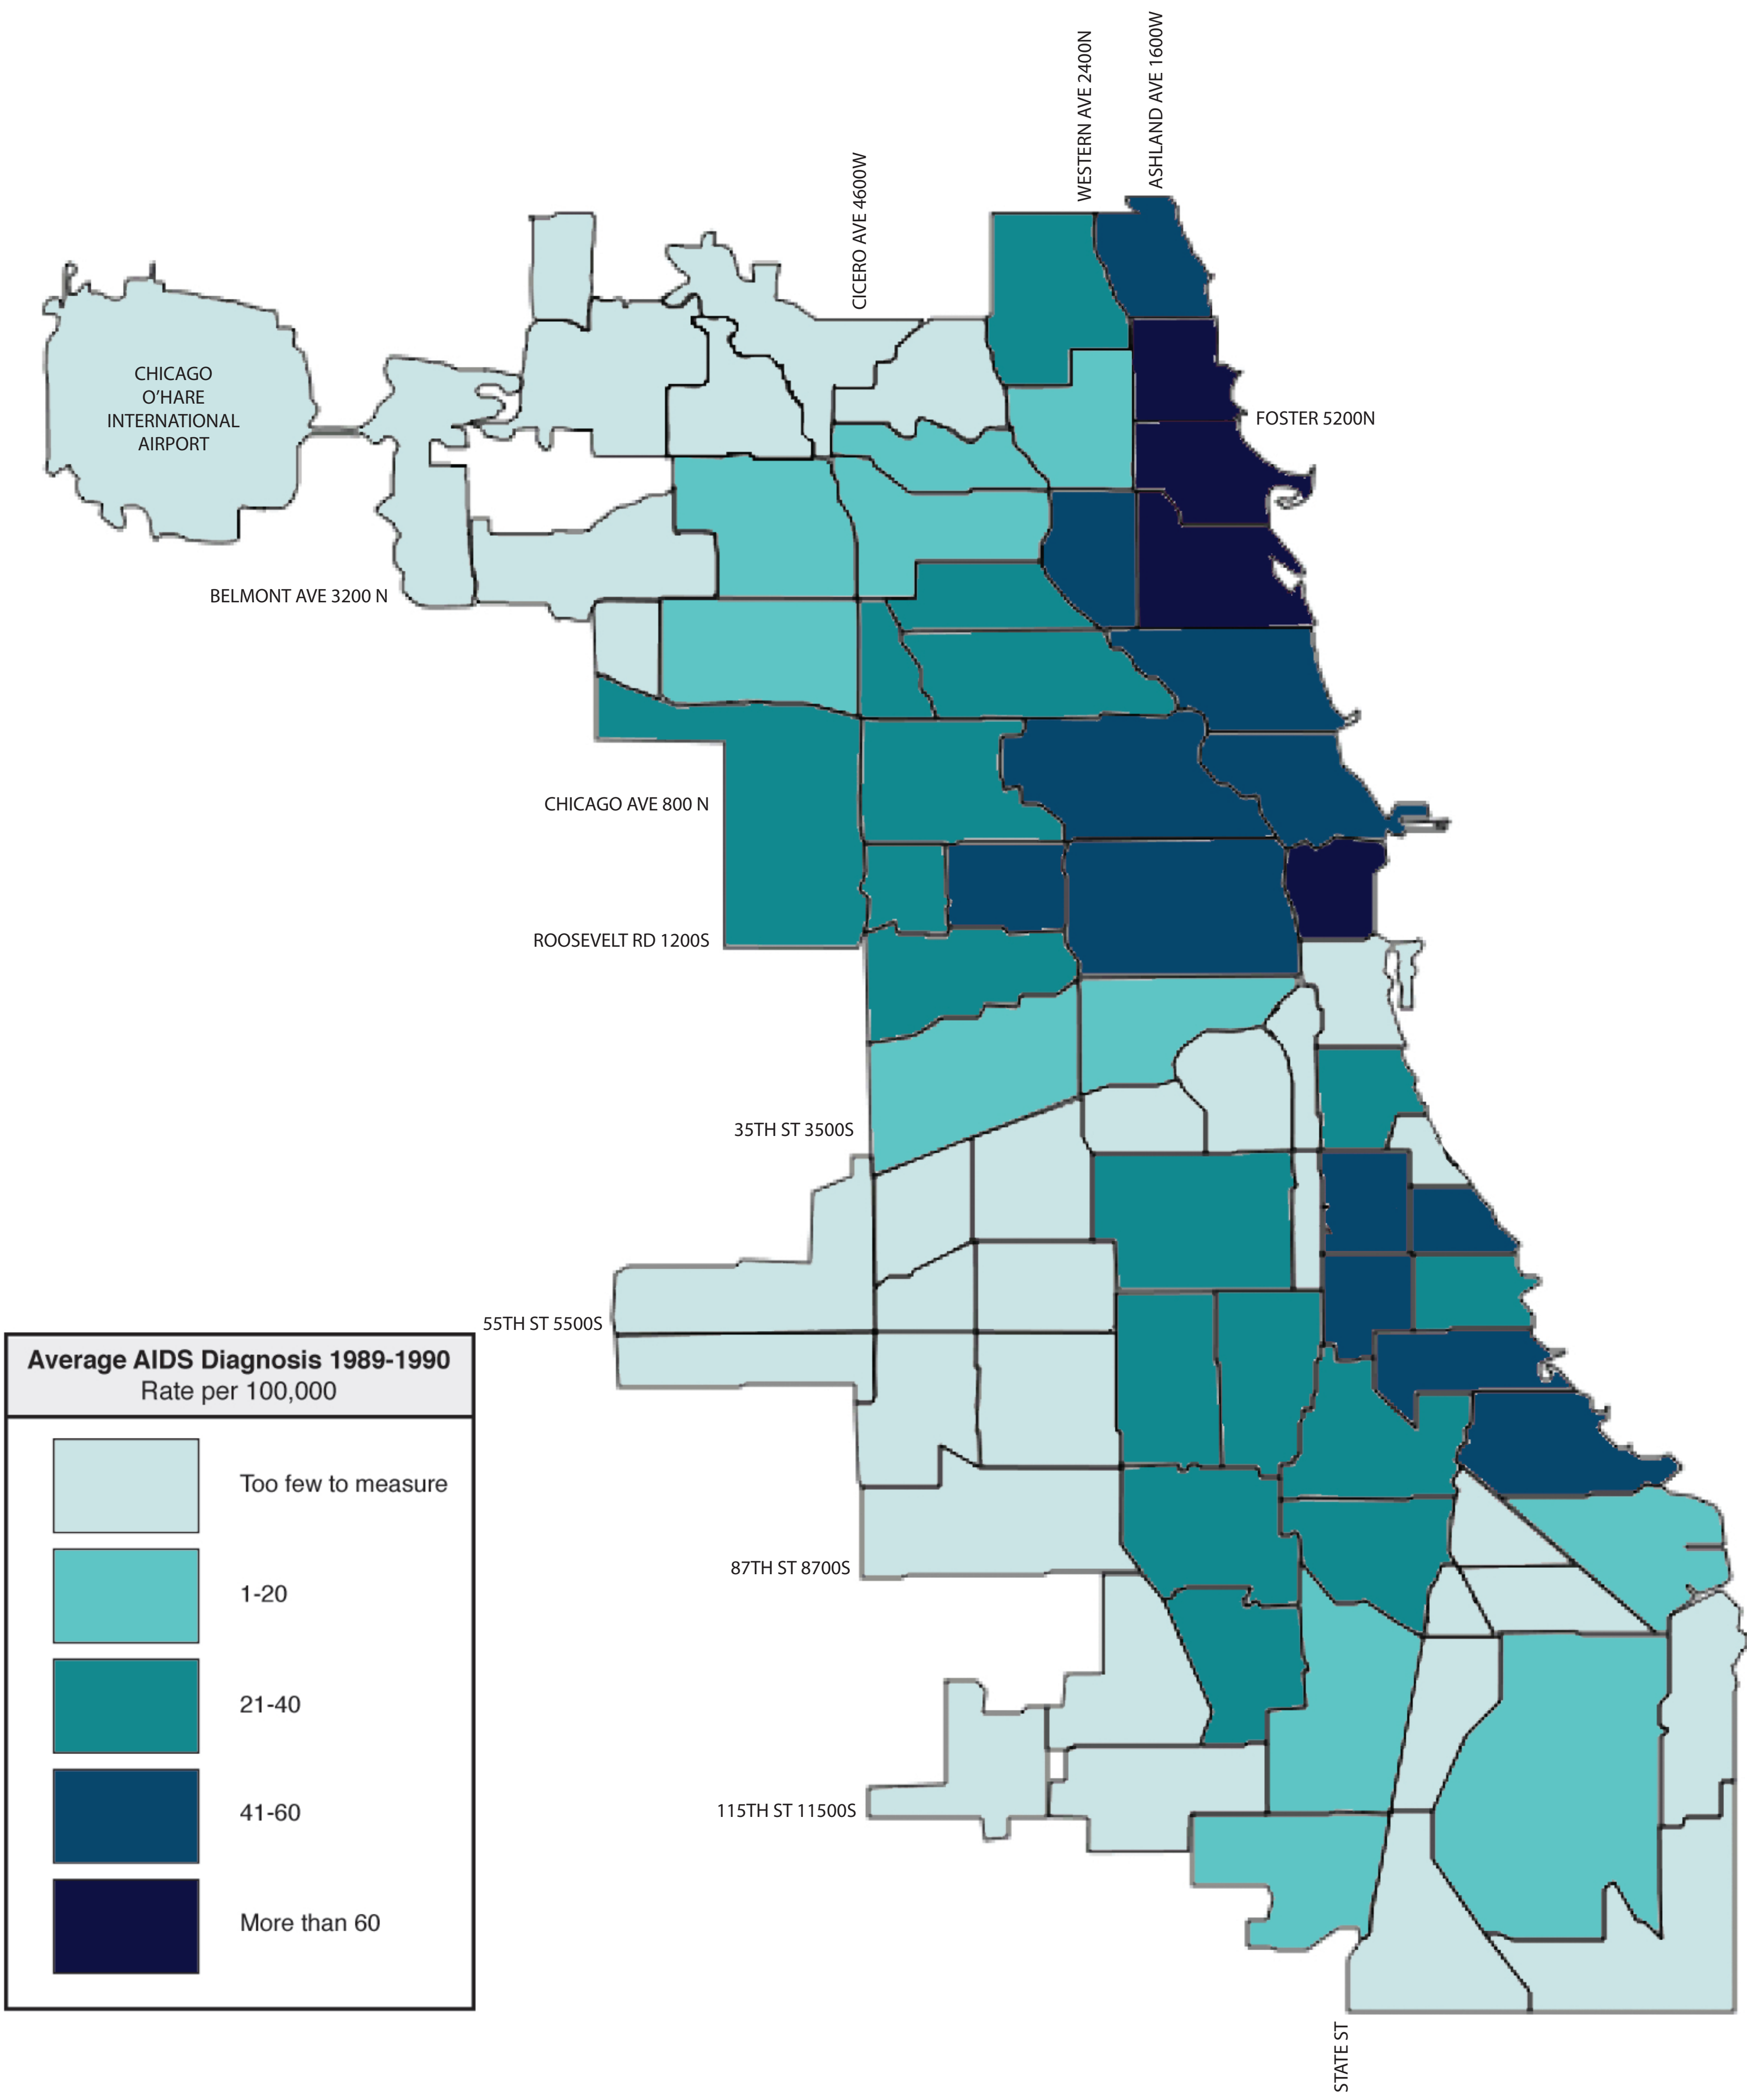 WESTERN AVE 2400N
ASHLAND AVE 1600W
CICERO AVE 4600W
CHICAGO
O'HARE
INTERNATIONAL
AIRPORT
FOSTER 5200N
BELMONT AVE 3200 N
CHICAGO AVE 800 N
ROOSEVELT RD 1200S
35TH ST 3500S
55TH ST 5500S
87TH ST 8700S
115TH ST 11500S
STATE ST
Average AIDS Diagnosis 1989-1990
Rate per 100,000
Too few to measure
1-20
21-40
41-60
More than 60